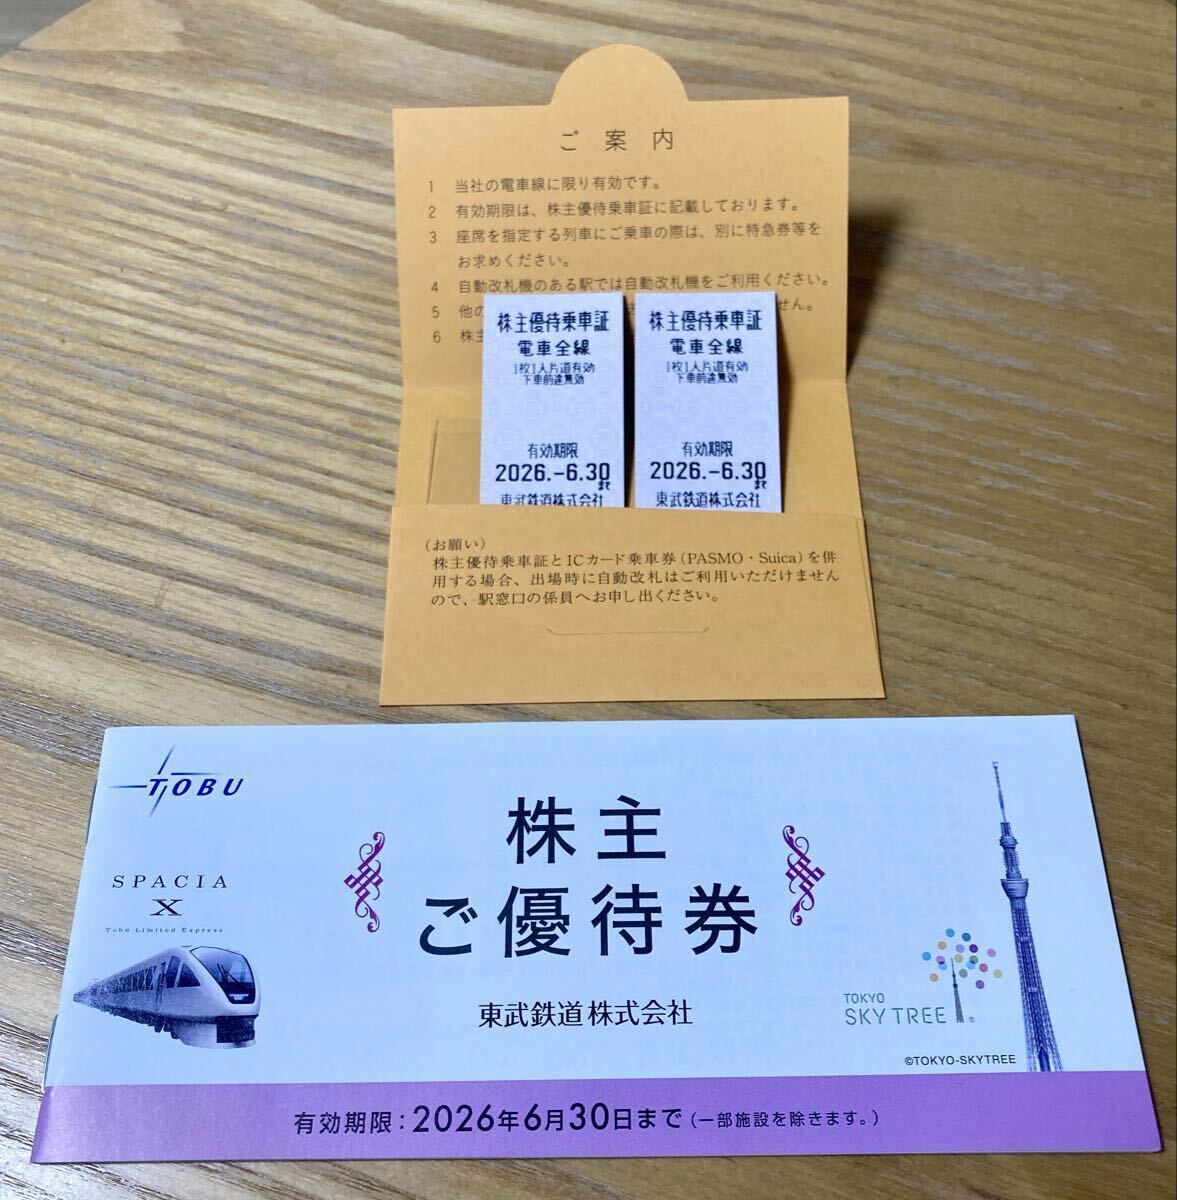 ご案内
1 当社の電車線に限り有効です。
2 有効期限は、株主優待乗車証に記載しております。
3 座席を指定する列車にご乗車の際は、別に特急券等を
お求めください。
4 自動改札機のある駅では自動改札機をご利用ください。
5 他の
せん。
6 株主
株主優待乗車証
電車全線
1枚1人片道有効
下車前途無効
有効期限
2026.-6.30
まで
東武鉄道株式会社
株主優待乗車証
電車全線
1枚1人片道有効
下車前途無効
有効期限
2026.-6.30
まで
東武鉄道株式会社
(お願い)
株主優待乗車証とICカード乗車券(PASMO・Suica)を併
用する場合、出場時に自動改札はご利用いただけません
ので、駅窓口の係員へお申し出ください。
TOBU
SPACIA
X
Tobu Limited Express
株主
ご優待券
東武鉄道株式会社
TOKYO
SKYTREE®
©TOKYO-SKYTREE
有効期限:2026年6月30日まで(一部施設を除きます。)